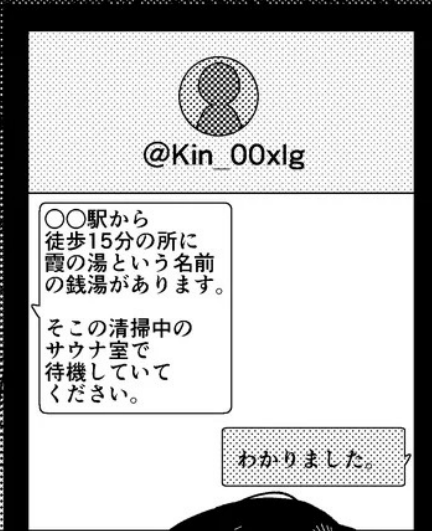 @Kin_00xlg
○○駅から
徒歩15分の所に
霞の湯という名前
の銭湯があります。
そこの清掃中の
サウナ室で
待機していて
ください。
わかりました。